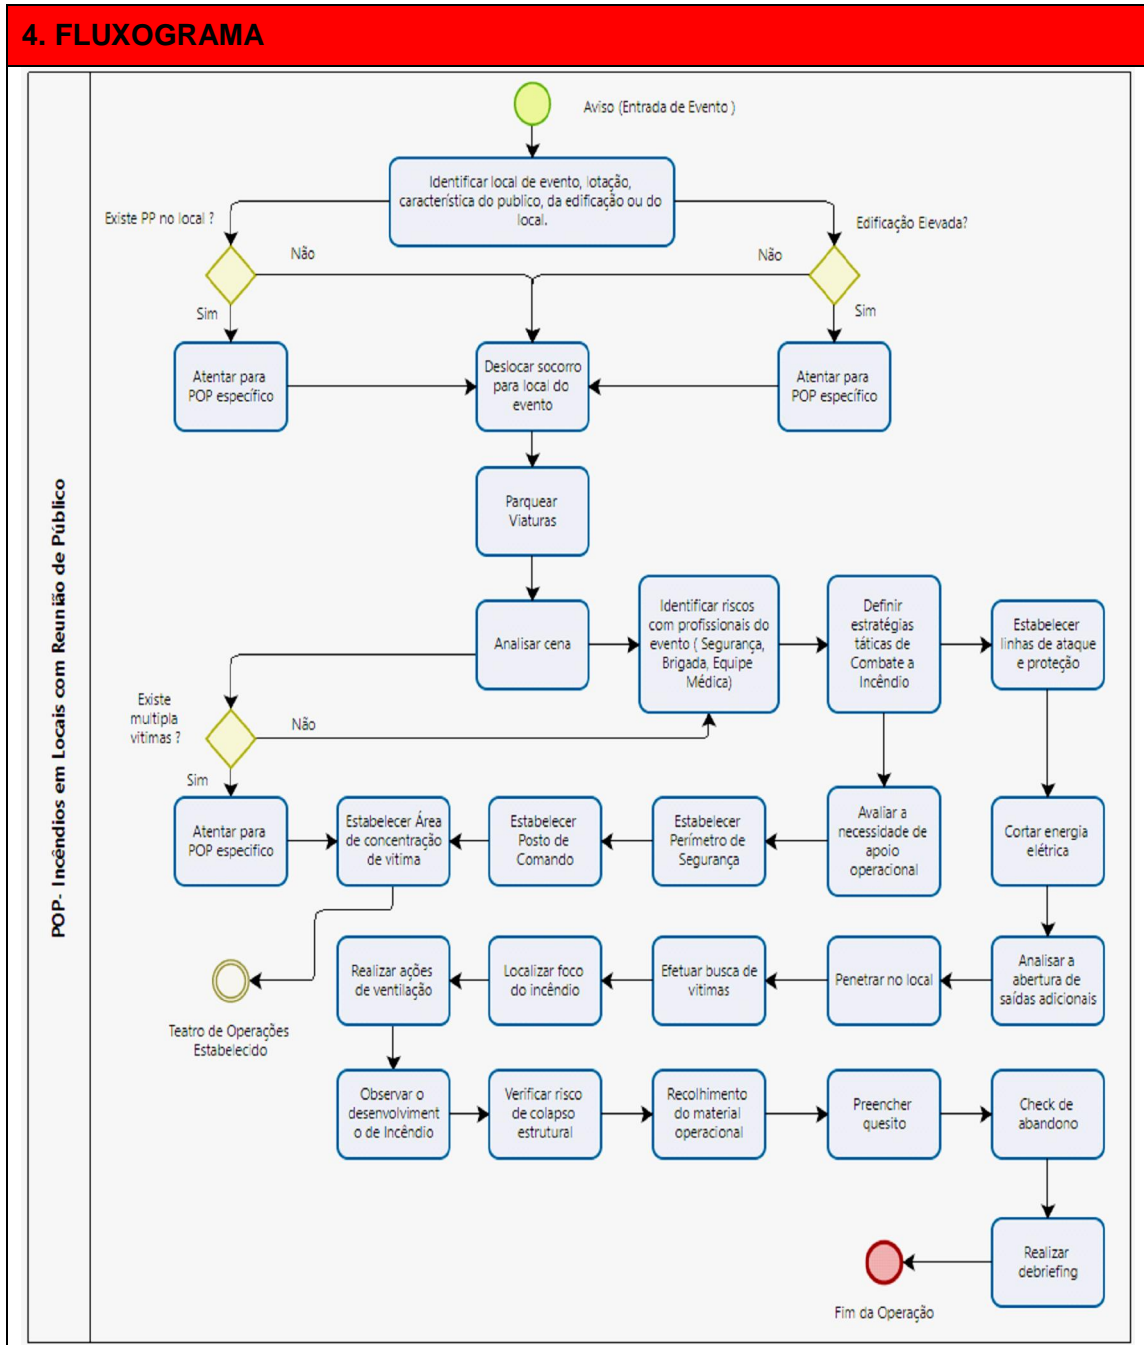 4. FLUXOGRAMA
POP- Incêndios em Locais com Reunião de Público
Aviso (Entrada de Evento )
Identificar local de evento, lotação,
característica do publico, da edificação ou do
local.
Existe PP no local ?
Edificação Elevada?
Não
Não
Sim
Sim
Atentar para
POP específico
Deslocar socorro
para local do
evento
Atentar para
POP específico
Parquear
Viaturas
Analisar cena
Identificar riscos
com profissionais do
evento ( Segurança,
Brigada, Equipe
Médica)
Definir
estratégias
táticas de
Combate a
Incêndio
Estabelecer
linhas de ataque
e proteção
Existe
multipla
vitimas ?
Não
Sim
Atentar para
POP especifico
Estabelecer Área
de concentração
de vitima
Estabelecer
Posto de
Comando
Estabelecer
Perímetro de
Segurança
Avaliar a
necessidade de
apoio
operacional
Cortar energia
elétrica
Teatro de Operações
Estabelecido
Realizar ações
de ventilação
Localizar foco
do incêndio
Efetuar busca de
vitimas
Penetrar no local
Analisar a
abertura de
saídas adicionais
Observar o
desenvolviment
o de Incêndio
Verificar risco
de colapso
estrutural
Recolhimento
do material
operacional
Preencher
quesito
Check de
abandono
Realizar
debriefing
Fim da Operação